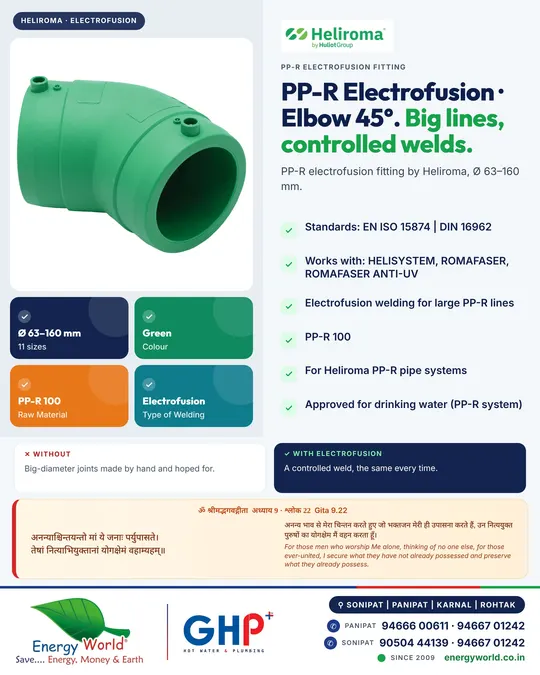 HELIROMA · ELECTROFUSION
Heliroma®
by HuliotGroup
PP-R ELECTROFUSION FITTING
PP-R Electrofusion ·
Elbow 45°. Big lines,
controlled welds.
PP-R electrofusion fitting by Heliroma, Ø 63–160
mm.
Standards: EN ISO 15874 | DIN 16962
Works with: HELISYSTEM, ROMAFASER,
ROMAFASER ANTI-UV
Electrofusion welding for large PP-R lines
PP-R 100
For Heliroma PP-R pipe systems
Approved for drinking water (PP-R system)
Ø 63–160 mm
11 sizes
Green
Colour
PP-R 100
Raw Material
Electrofusion
Type of Welding
✕ WITHOUT
Big-diameter joints made by hand and hoped for.
✓ WITH ELECTROFUSION
A controlled weld, the same every time.
ॐ श्रीमद्भगवद्गीता अध्याय 9 · श्लोक 22 Gita 9.22
अनन्याश्चिन्तयन्तो मां ये जनाः पर्युपासते।
तेषां नित्याभियुक्तानां योगक्षेमं वहाम्यहम्॥
अनन्य भाव से मेरा चिन्तन करते हुए जो भक्तजन मेरी ही उपासना करते हैं, उन नित्ययुक्त
पुरुषों का योगक्षेम मैं वहन करता हूँ।
For those men who worship Me alone, thinking of no one else, for those
ever-united, I secure what they have not already possessed and preserve
what they already possess.
Energy World
Save.... Energy, Money & Earth
GHP+
HOT WATER & PLUMBING
SONIPAT | PANIPAT | KARNAL | ROHTAK
PANIPAT 94666 00611 · 94667 01242
SONIPAT 90504 44139 · 94667 01242
SINCE 2009 energyworld.co.in